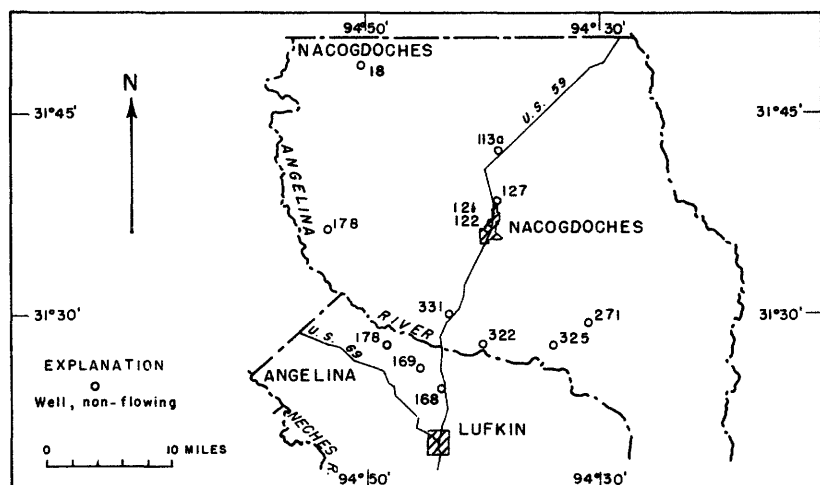 94°50' 94°30'
NACOGDOCHES
18
N
U.S. 59
31°45' 31°45'
113a
ANGELINA
127
126
122
178
NACOGDOCHES
331
271
31°30' 31°30'
RIVER
U.S. 69
178
322
325
169
EXPLANATION
Well, non-flowing
ANGELINA
168
NECHES R.
LUFKIN
0 10 MILES
94°50' 94°30'